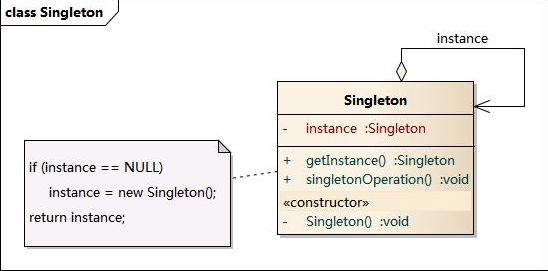 class Singleton
instance
Singleton
- instance :Singleton
+ getInstance() :Singleton
+ singletonOperation() :void
«constructor»
- Singleton() :void
if (instance == NULL)
instance = new Singleton();
return instance;